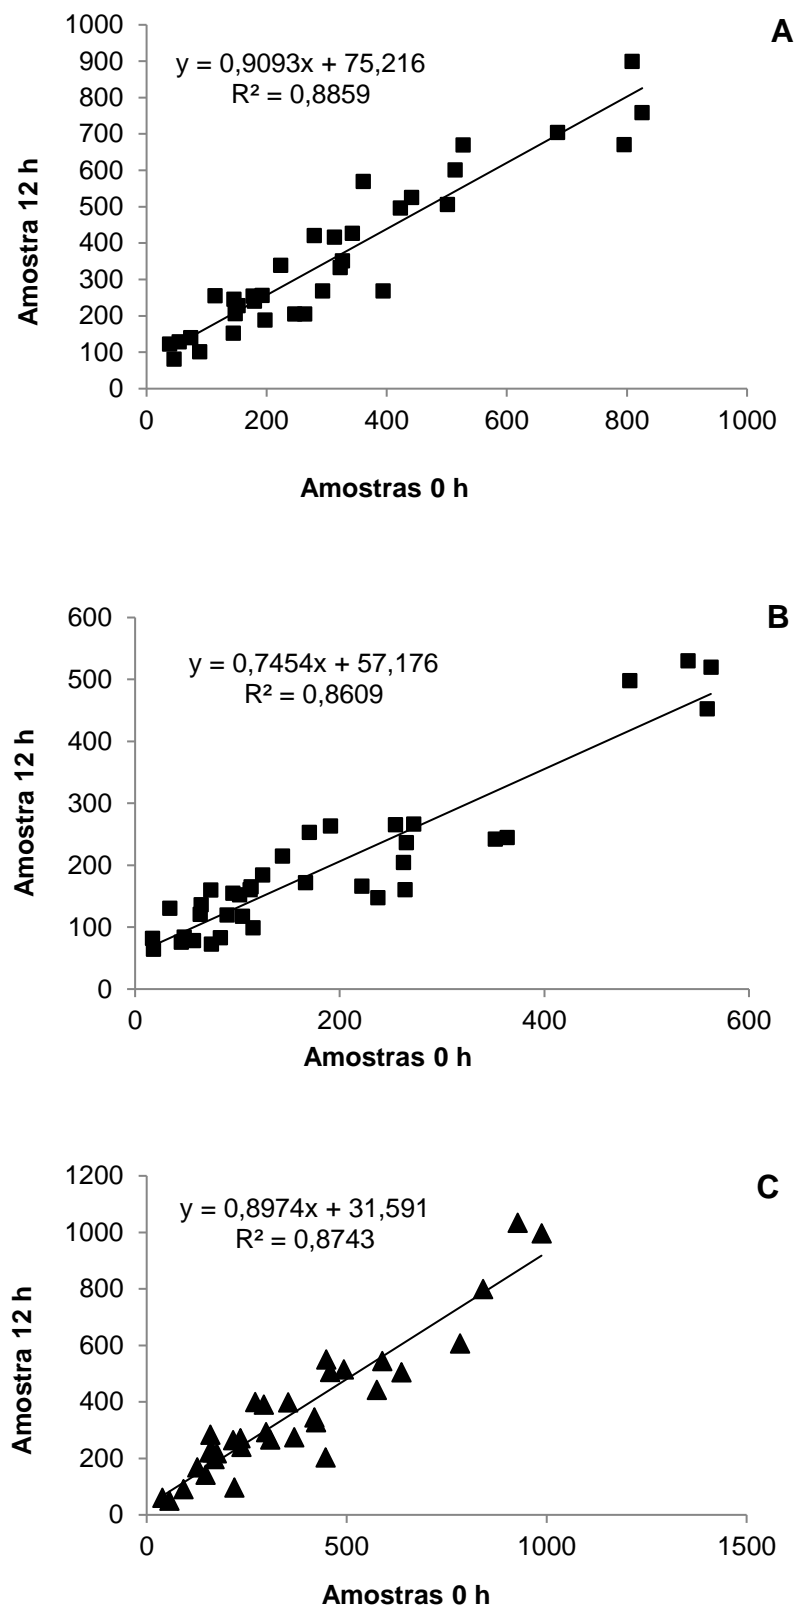 A
1000
900
800
700
600
500
400
300
200
100
0
y = 0,9093x + 75,216
R² = 0,8859
Amostra 12 h
0 200 400 600 800 1000
Amostras 0 h
B
600
500
400
300
200
100
0
y = 0,7454x + 57,176
R² = 0,8609
Amostra 12 h
0 200 400 600
Amostras 0 h
C
1200
1000
800
600
400
200
0
y = 0,8974x + 31,591
R² = 0,8743
Amostra 12 h
0 500 1000 1500
Amostras 0 h